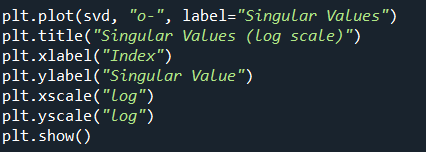 plt.plot(svd, "o-", label="Singular Values")
plt.title("Singular Values (log scale)")
plt.xlabel("Index")
plt.ylabel("Singular Value")
plt.xscale("log")
plt.yscale("log")
plt.show()